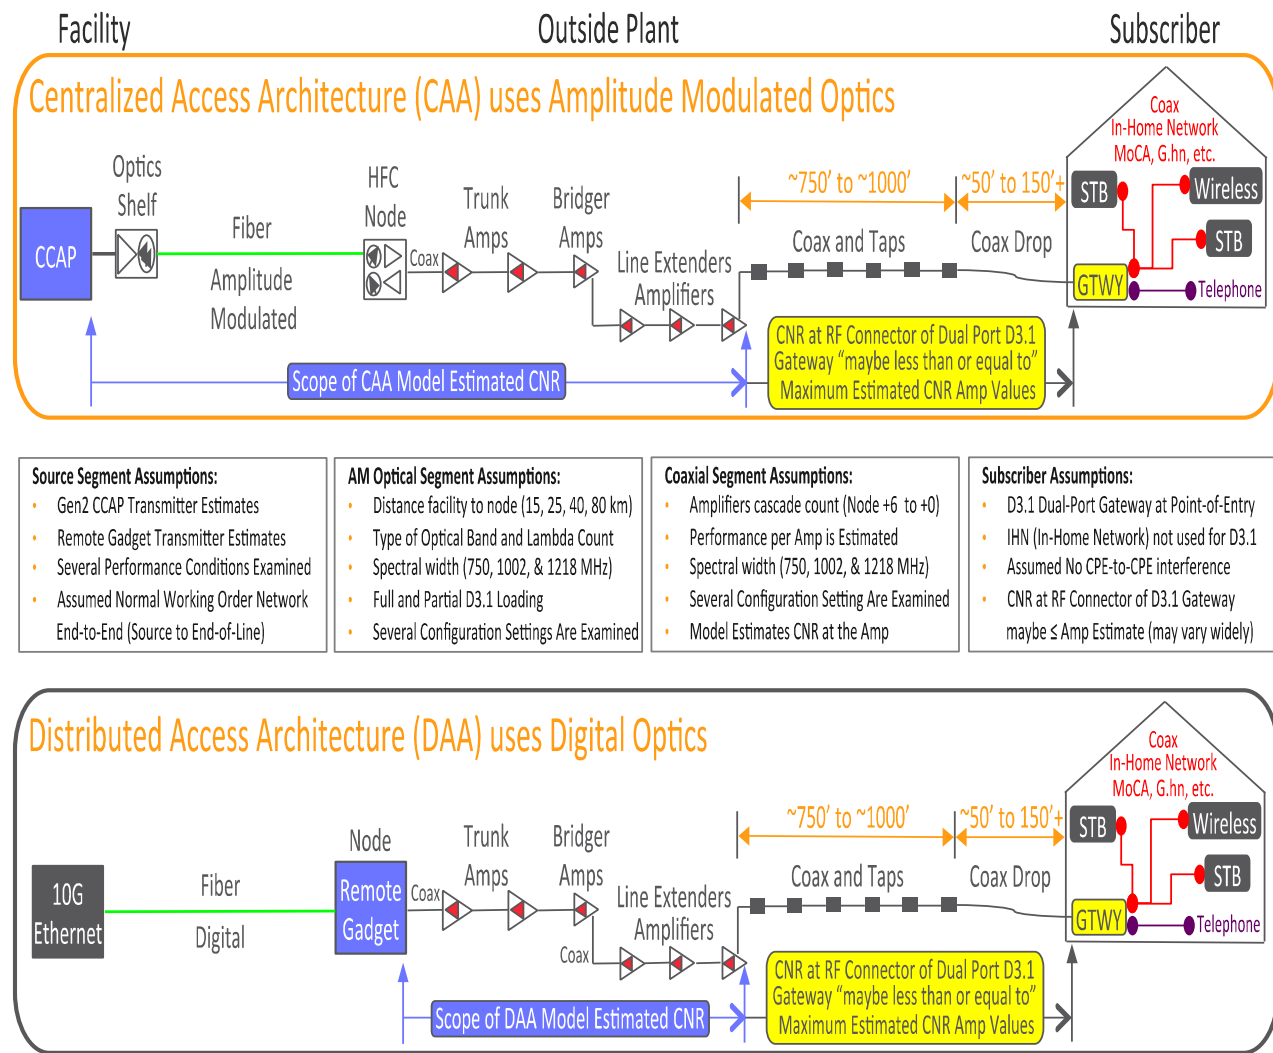 Facility
Outside Plant
Subscriber
Centralized Access Architecture (CAA) uses Amplitude Modulated Optics
Coax
In-Home Network
MoCA, G.hn, etc.
Optics
Shelf
HFC
Node
Trunk
Amps
Bridger
Amps
~750’ to ~1000’
~50’ to 150’+
STB
Wireless
CCAP
Fiber
Amplitude
Modulated
Coax
Line Extenders
Amplifiers
Coax and Taps
Coax Drop
STB
GTWY
Telephone
Scope of CAA Model Estimated CNR
CNR at RF Connector of Dual Port D3.1
Gateway “maybe less than or equal to”
Maximum Estimated CNR Amp Values
Source Segment Assumptions:
• Gen2 CCAP Transmitter Estimates
• Remote Gadget Transmitter Estimates
• Several Performance Conditions Examined
• Assumed Normal Working Order Network
End-to-End (Source to End-of-Line)
AM Optical Segment Assumptions:
• Distance facility to node (15, 25, 40, 80 km)
• Type of Optical Band and Lambda Count
• Spectral width (750, 1002, & 1218 MHz)
• Full and Partial D3.1 Loading
• Several Configuration Settings Are Examined
Coaxial Segment Assumptions:
• Amplifiers cascade count (Node +6 to +0)
• Performance per Amp is Estimated
• Spectral width (750, 1002, & 1218 MHz)
• Several Configuration Setting Are Examined
• Model Estimates CNR at the Amp
Subscriber Assumptions:
• D3.1 Dual-Port Gateway at Point-of-Entry
• IHN (In-Home Network) not used for D3.1
• Assumed No CPE-to-CPE interference
• CNR at RF Connector of D3.1 Gateway
maybe ≤ Amp Estimate (may vary widely)
Distributed Access Architecture (DAA) uses Digital Optics
Coax
In-Home Network
MoCA, G.hn, etc.
Node
Trunk
Amps
Bridger
Amps
~750’ to ~1000’
~50’ to 150’+
STB
Wireless
10G
Ethernet
Fiber
Digital
Remote
Gadget
Coax
Line Extenders
Amplifiers
Coax
Coax and Taps
Coax Drop
STB
GTWY
Telephone
Scope of DAA Model Estimated CNR
CNR at RF Connector of Dual Port D3.1
Gateway “maybe less than or equal to”
Maximum Estimated CNR Amp Values